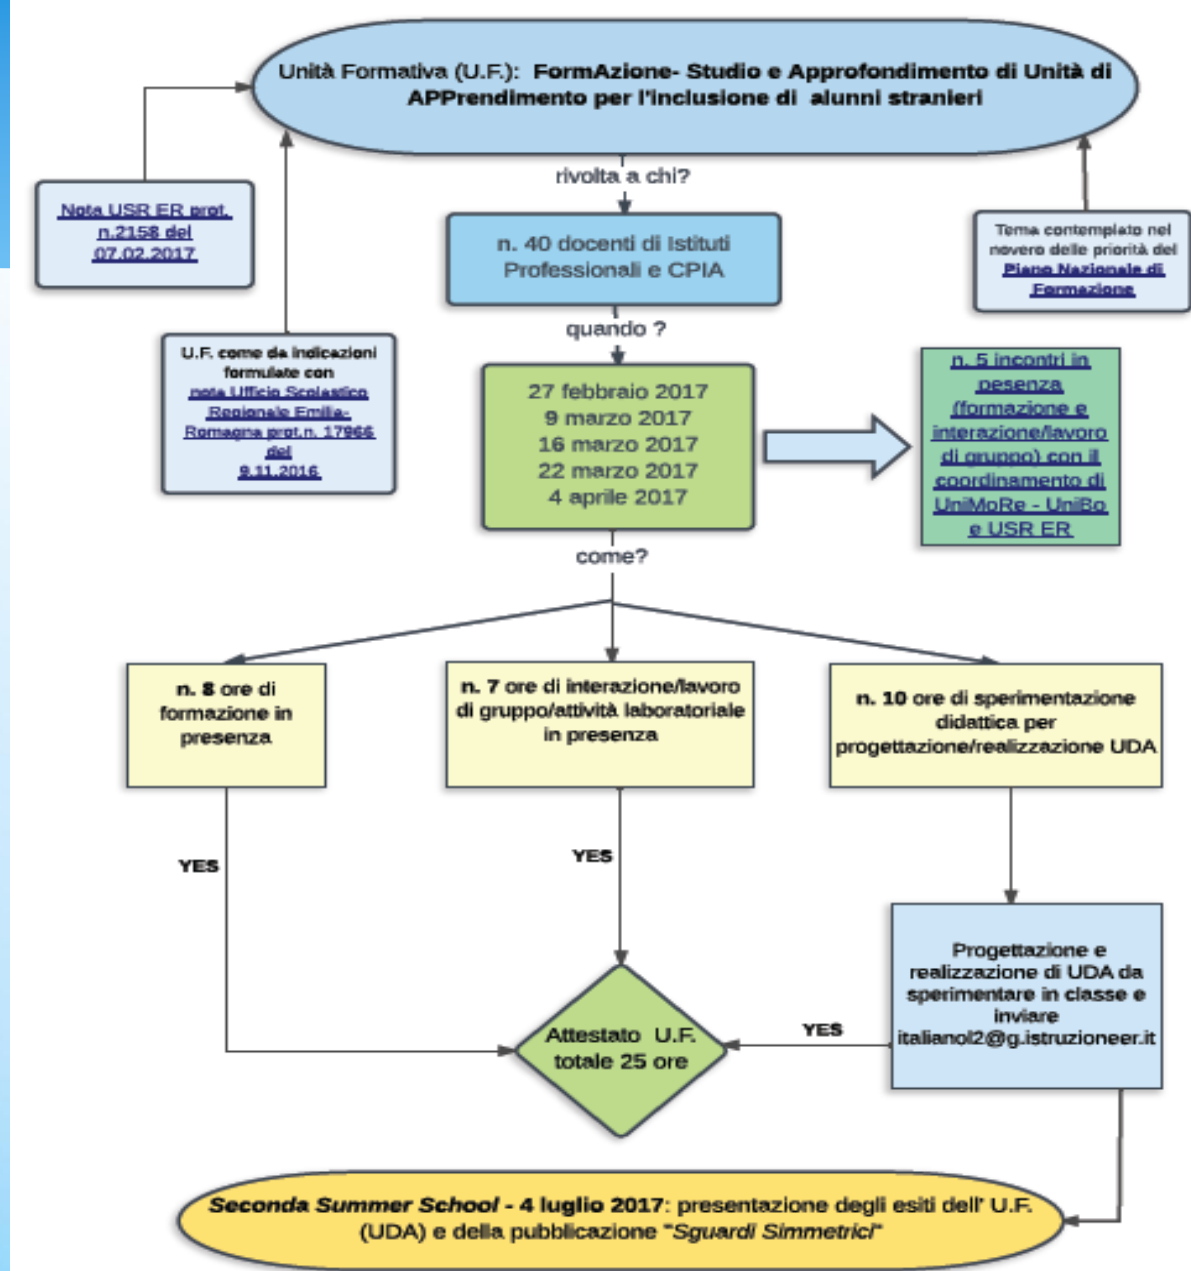 Unità Formativa (U.F.): FormAzione- Studio e Approfondimento di Unità di
APPrendimento per l'inclusione di alunni stranieri
rivolta a chi?
Nota USR ER prot.
n.2158 del
07.02.2017
n. 40 docenti di Istituti
Professionali e CPIA
Tema contemplato nel
novero delle priorità del
Piano Nazionale di
Formazione
quando ?
U.F. come da indicazioni
formulate con
nota Ufficio Scolastico
Regionale Emilia-
Romagna prot.n. 17966
del
9.11.2016
27 febbraio 2017
9 marzo 2017
16 marzo 2017
22 marzo 2017
4 aprile 2017
n. 5 incontri in
pesenza
(formazione e
interazione/lavoro
di gruppo) con il
coordinamento di
UniMoRe - UniBo
e USR ER
come?
n. 8 ore di
formazione in
presenza
n. 7 ore di interazione/lavoro
di gruppo/attività laboratoriale
in presenza
n. 10 ore di sperimentazione
didattica per
progettazione/realizzazione UDA
YES
YES
Progettazione e
realizzazione di UDA da
sperimentare in classe e
inviare
italianol2@g.istruzioneer.it
YES
Attestato U.F.
totale 25 ore
Seconda Summer School - 4 luglio 2017: presentazione degli esiti dell' U.F.
(UDA) e della pubblicazione "Sguardi Simmetrici"